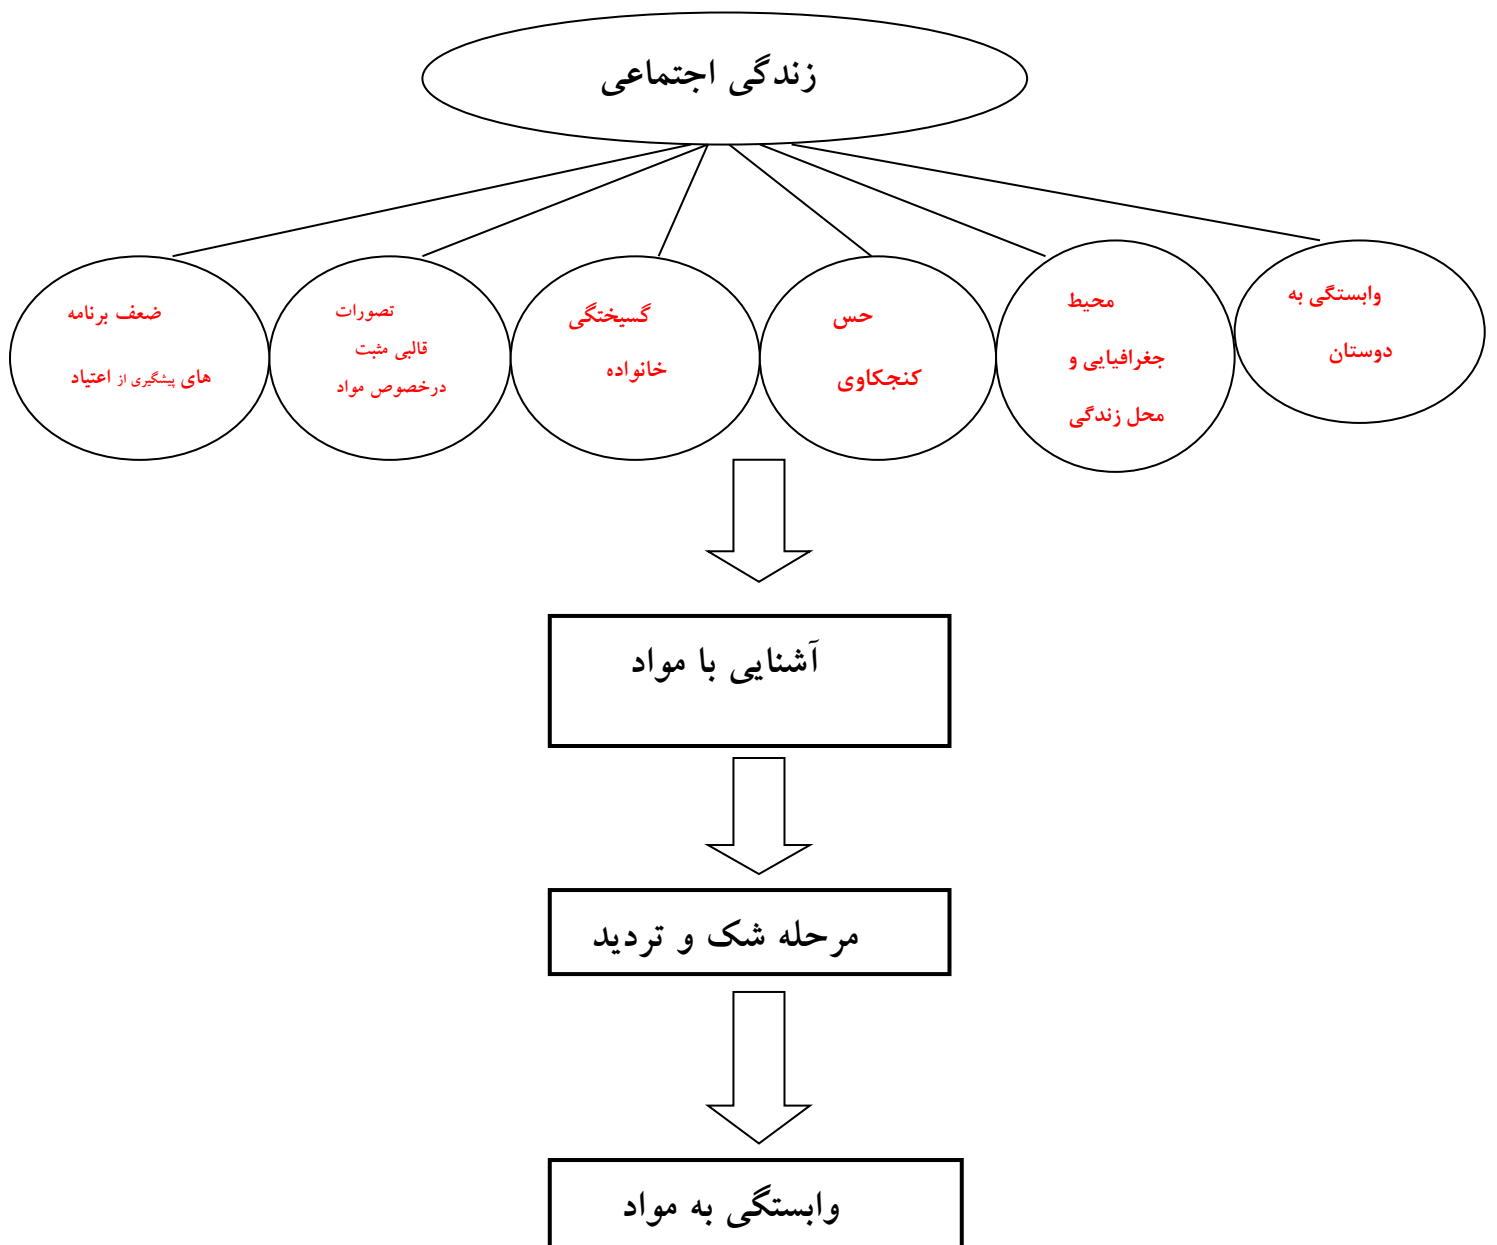 زندگی اجتماعی
وابستگی به
دوستان
محیط
جغرافیایی و
محل زندگی
حس
کنجکاوی
گسیختگی
خانواده
تصورات
قالبی مثبت
درخصوص مواد
ضعف برنامه
های پیشگیری از اعتیاد
آشنایی با مواد
مرحله شک و تردید
وابستگی به مواد